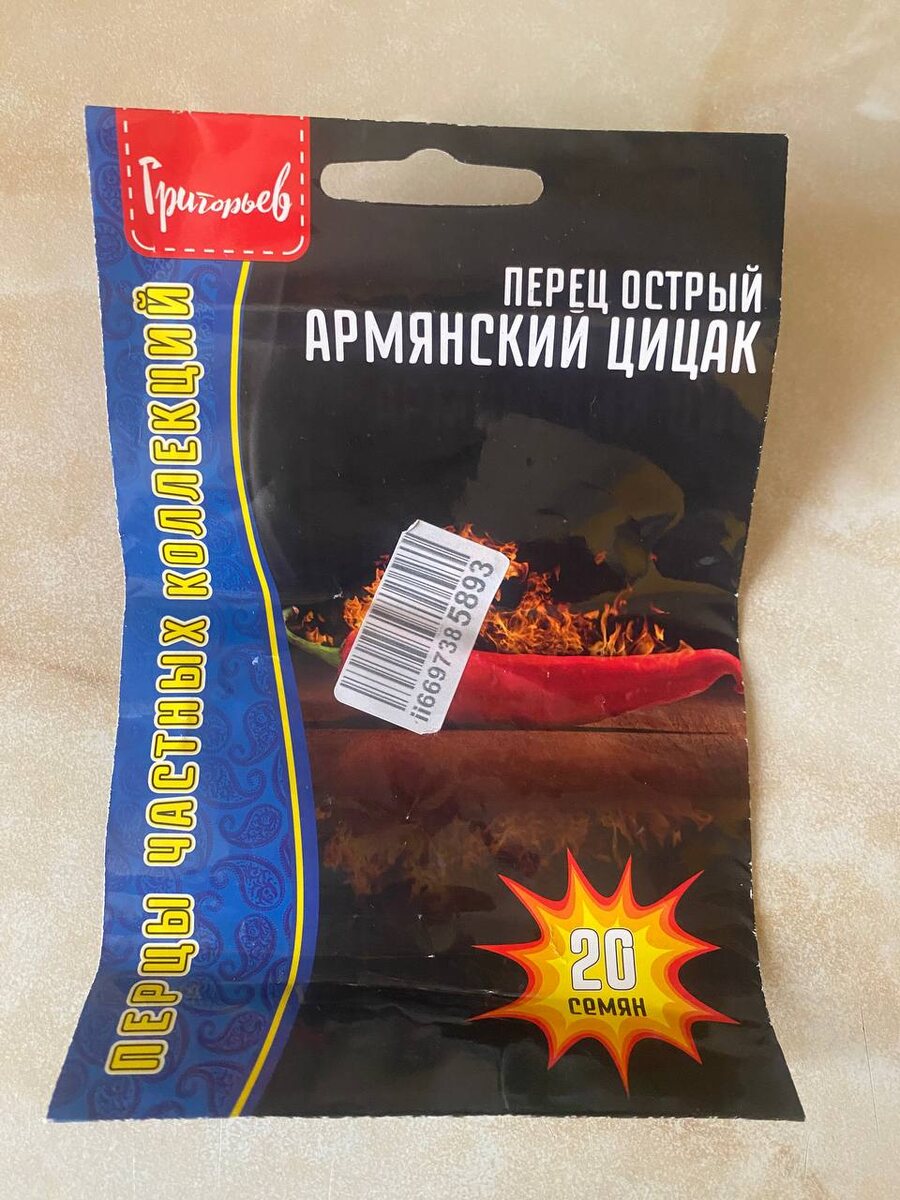 Григорьев
ПЕРЕЦ ОСТРЫЙ
АРМЯНСКИЙ ЦИЦАК
ПЕРЦЫ ЧАСТНЫХ КОЛЛЕКЦИЙ
ii6697385893
20
семян